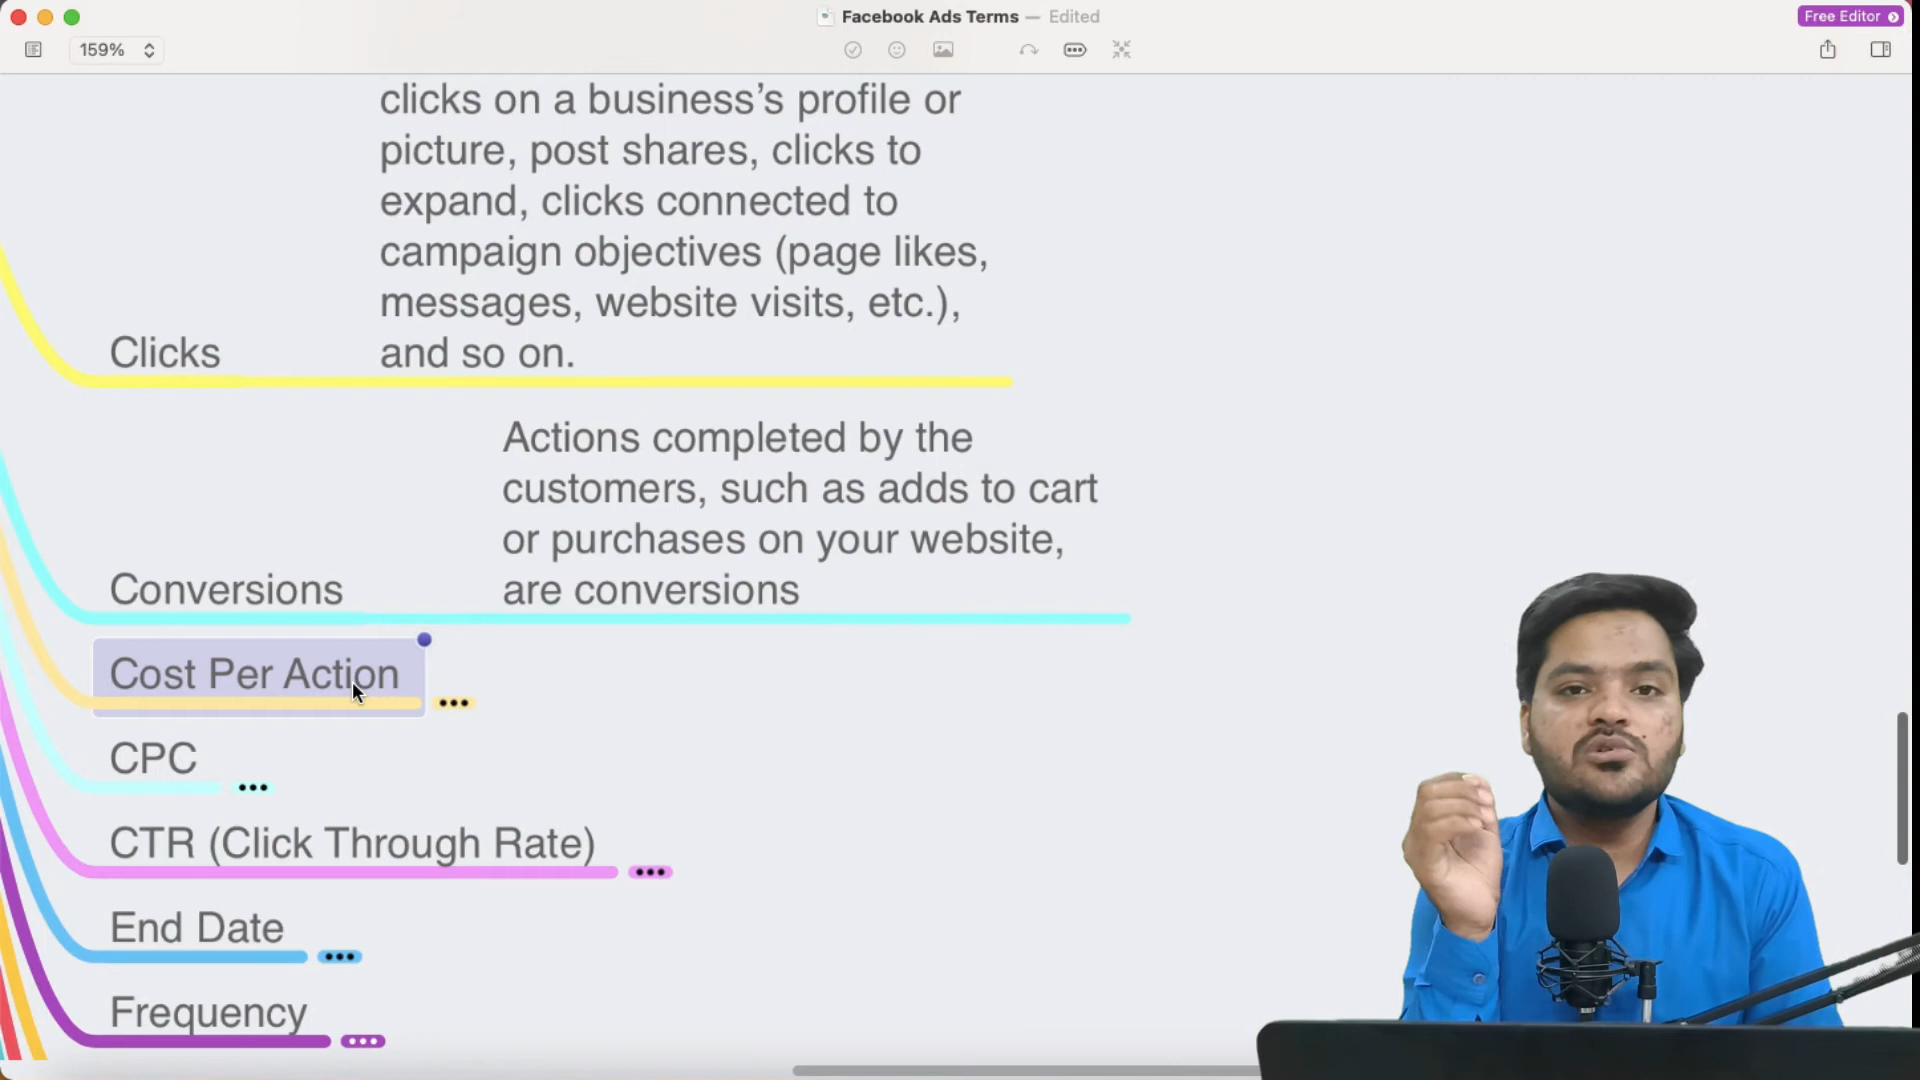 Facebook Ads Terms — Edited
Free Editor
159%
clicks on a business’s profile or
picture, post shares, clicks to
expand, clicks connected to
campaign objectives (page likes,
messages, website visits, etc.),
and so on.
Clicks
Actions completed by the
customers, such as adds to cart
or purchases on your website,
are conversions
Conversions
Cost Per Action
CPC
CTR (Click Through Rate)
End Date
Frequency